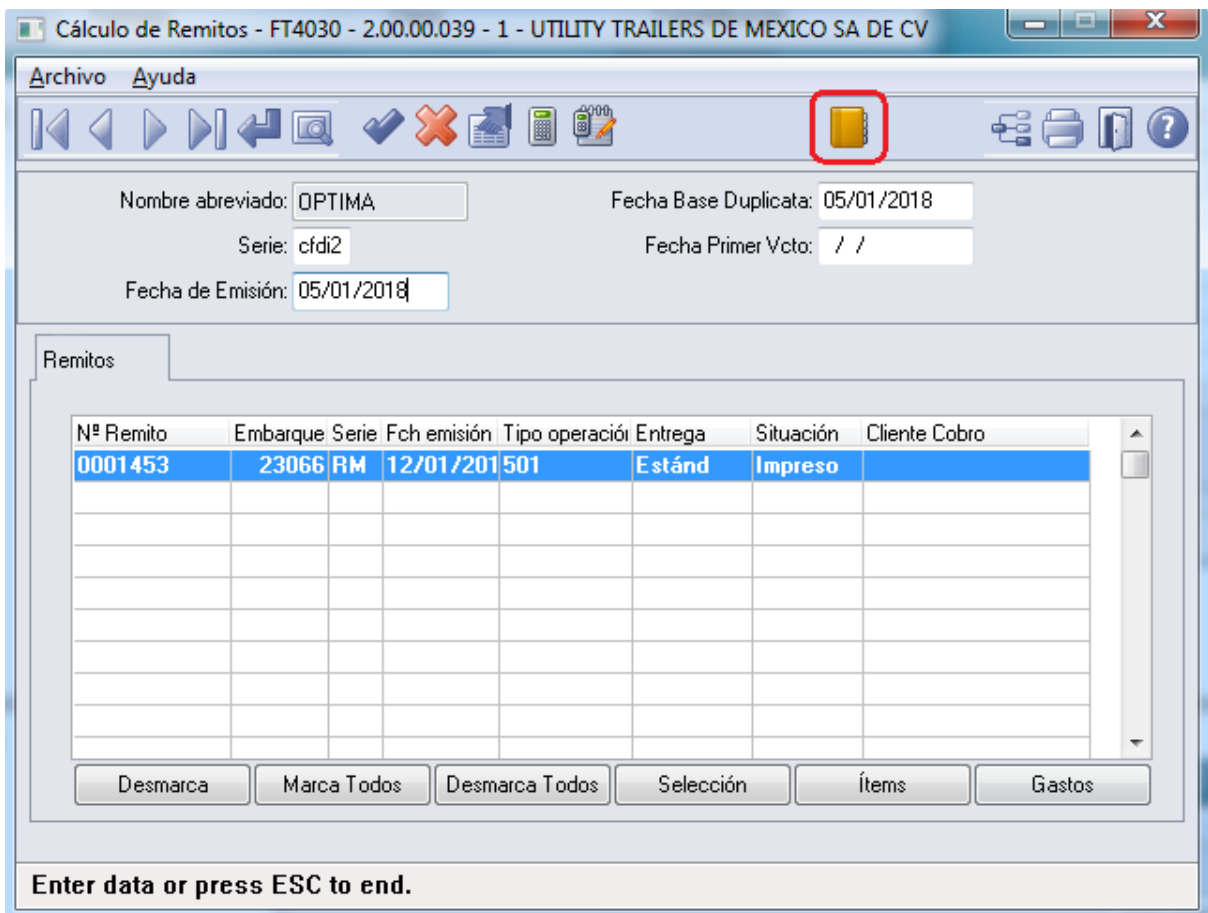 Cálculo de Remitos - FT4030 - 2.00.00.039 - 1 - UTILITY TRAILERS DE MEXICO SA DE CV
Archivo Ayuda
Nombre abreviado: OPTIMA Fecha Base Duplicata: 05/01/2018
Serie: cfdi2 Fecha Primer Vcto: / /
Fecha de Emisión: 05/01/2018
Remitos
Nº Remito Embarque Serie Fch emisión Tipo operación Entrega Situación Cliente Cobro
0001453 23066 RM 12/01/201 501 Estánd Impreso
Desmarca Marca Todos Desmarca Todos Selección Ítems Gastos
Enter data or press ESC to end.